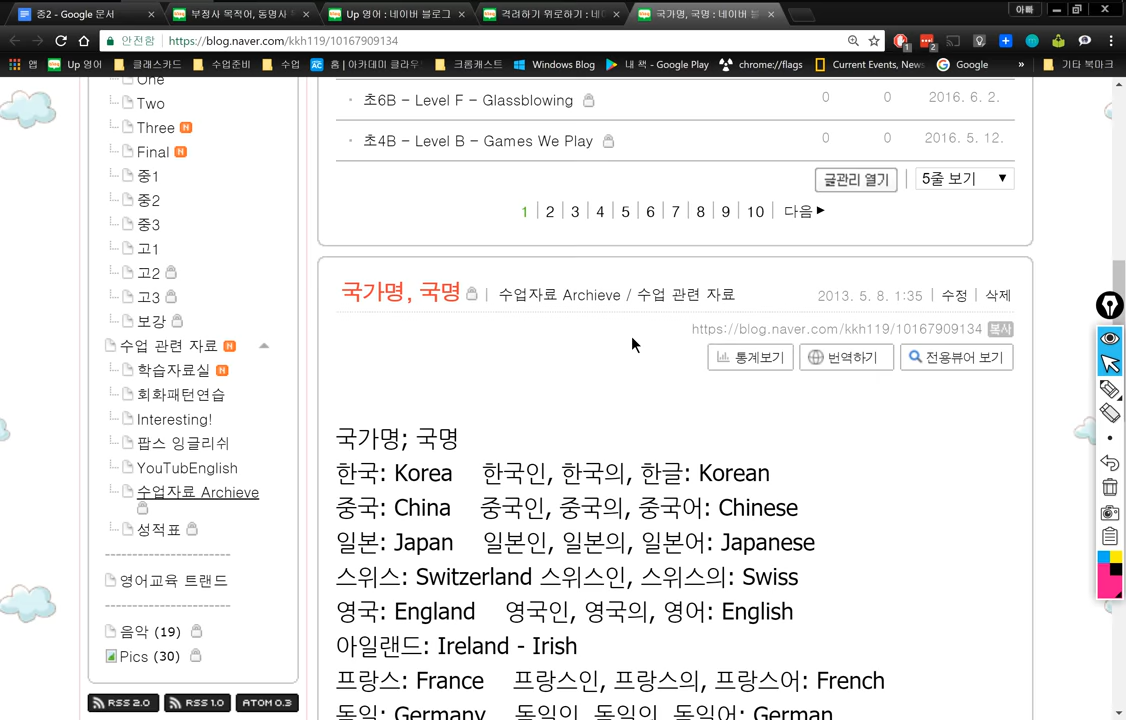 중2 - Google 문서
부정사 목적어, 동명사
Up 영어 : 네이버 블로그
격려하기 위로하기 : 네
국가명, 국명 : 네이버 블
아빠
안전함
https://blog.naver.com/kkh119/10167909134
1
2
앱
Up 영어
클래스카드
수업준비
수업
홈 | 아카데미 클라우
크롬캐스트
Windows Blog
내 책 - Google Play
chrome://flags
Current Events, New
Google
»
기타 북마크
One
Two
Three N
Final N
중1
중2
중3
고1
고2
고3
보강
수업 관련 자료 N
학습자료실 N
회화패턴연습
Interesting!
팝스 잉글리쉬
YouTubEnglish
수업자료 Archieve
성적표
영어교육 트랜드
음악 (19)
Pics (30)
RSS 2.0
RSS 1.0
ATOM 0.3
· 초6B – Level F – Glassblowing 0 0 2016. 6. 2.
· 초4B – Level B – Games We Play 0 0 2016. 5. 12.
글관리 열기 | 5줄 보기 ▼
1 | 2 | 3 | 4 | 5 | 6 | 7 | 8 | 9 | 10 | 다음 ▶
국가명, 국명 | 수업자료 Archieve / 수업 관련 자료 2013. 5. 8. 1:35 | 수정 | 삭제
https://blog.naver.com/kkh119/10167909134 복사
통계보기
번역하기
전용뷰어 보기
국가명; 국명
한국: Korea 한국인, 한국의, 한글: Korean
중국: China 중국인, 중국의, 중국어: Chinese
일본: Japan 일본인, 일본의, 일본어: Japanese
스위스: Switzerland 스위스인, 스위스의: Swiss
영국: England 영국인, 영국의, 영어: English
아일랜드: Ireland - Irish
프랑스: France 프랑스인, 프랑스의, 프랑스어: French
독일: Germany 독일인, 독일의, 독일어: German